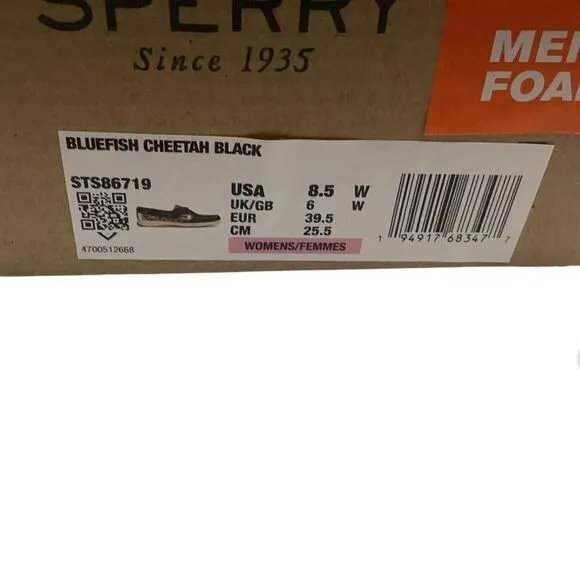 SPERRY
Since 1935
BLUEFISH CHEETAH BLACK
STS86719
4700512668
USA 8.5 W
UK/GB 6 W
EUR 39.5
CM 25.5
WOMENS/FEMMES
1 94917 68347 7